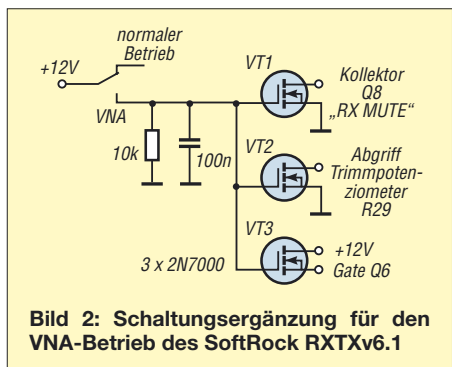 normaler
Betrieb
+12V
VNA
10k
100n
VT1
Kollektor
Q8
„RX MUTE“
VT2
Abgriff
Trimmpoten-
ziometer
R29
VT3
3 x 2N7000
+12V
Gate Q6
Bild 2: Schaltungsergänzung für den
VNA-Betrieb des SoftRock RXTXv6.1